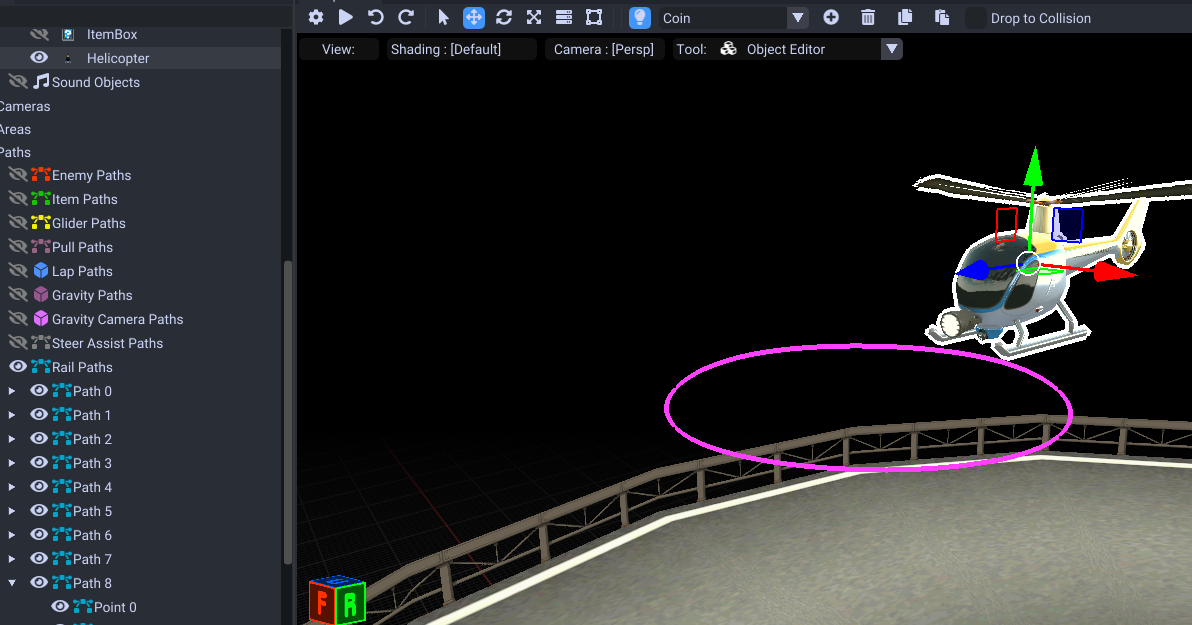 Coin
Drop to Collision
View:
Shading : [Default]
Camera : [Persp]
Tool:
Object Editor
ItemBox
Helicopter
Sound Objects
Cameras
Areas
Paths
Enemy Paths
Item Paths
Glider Paths
Pull Paths
Lap Paths
Gravity Paths
Gravity Camera Paths
Steer Assist Paths
Rail Paths
Path 0
Path 1
Path 2
Path 3
Path 4
Path 5
Path 6
Path 7
Path 8
Point 0
F
R